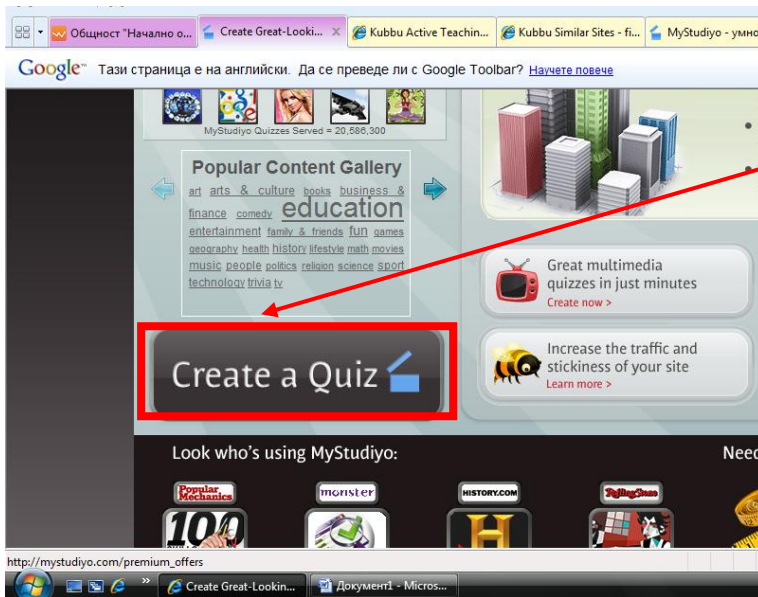 Общност "Начално о...
Create Great-Looki...
Kubbu Active Teachin...
Kubbu Similar Sites - fi...
MyStudiyo - умно
Google™ Тази страница е на английски. Да се преведе ли с Google Toolbar? Научете повече
MyStudiyo Quizzes Served = 20,586,300
Popular Content Gallery
art arts & culture books business &
finance comedy education
entertainment family & friends fun games
geography health history lifestyle math movies
music people politics religion science sport
technology trivia tv
Great multimedia
quizzes in just minutes
Create now >
Create a Quiz
Increase the traffic and
stickiness of your site
Learn more >
Look who's using MyStudiyo:
Need
Popular
Mechanics
monster
HISTORY.COM
RollingStone
100
H
http://mystudiyo.com/premium_offers
Create Great-Lookin...
Документ1 - Micros...